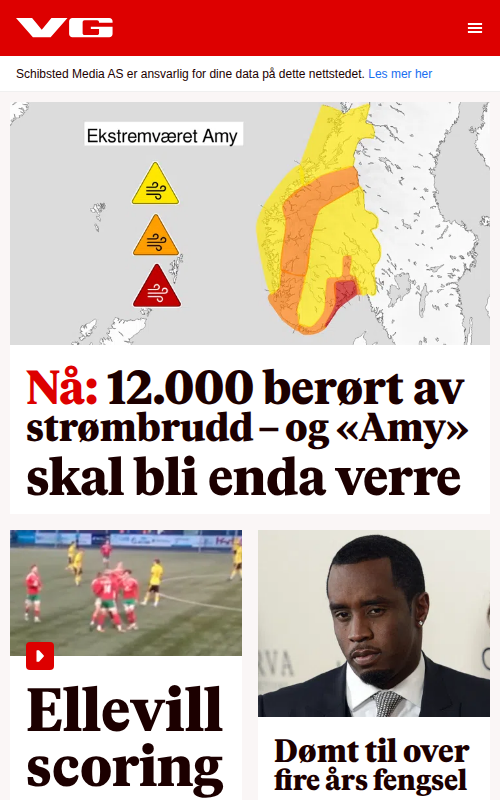 VG
Schibsted Media AS er ansvarlig for dine data på dette nettstedet. Les mer her
Ekstremværet Amy
Nå: 12.000 berørt av
strømbrudd – og «Amy»
skal bli enda verre
Ellevill
scoring
RVA
Dømt til over
fire års fengsel